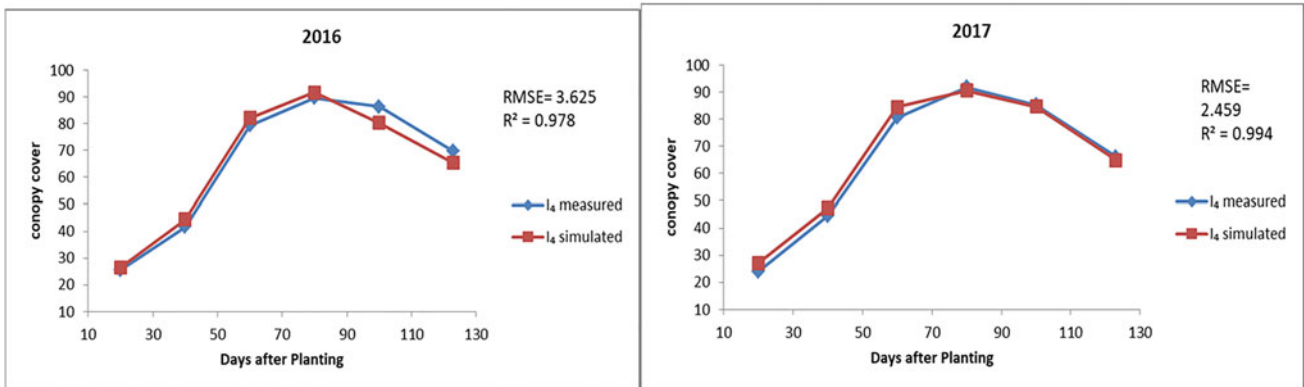 2016
conopy cover
100
90
80
70
60
50
40
30
20
10
10 30 50 70 90 110 130
Days after Planting
RMSE= 3.625
R² = 0.978
I₄ measured
I₄ simulated
2017
conopy cover
100
90
80
70
60
50
40
30
20
10
10 30 50 70 90 110 130
Days after Planting
RMSE=
2.459
R² = 0.994
I₄ measured
I₄ simulated